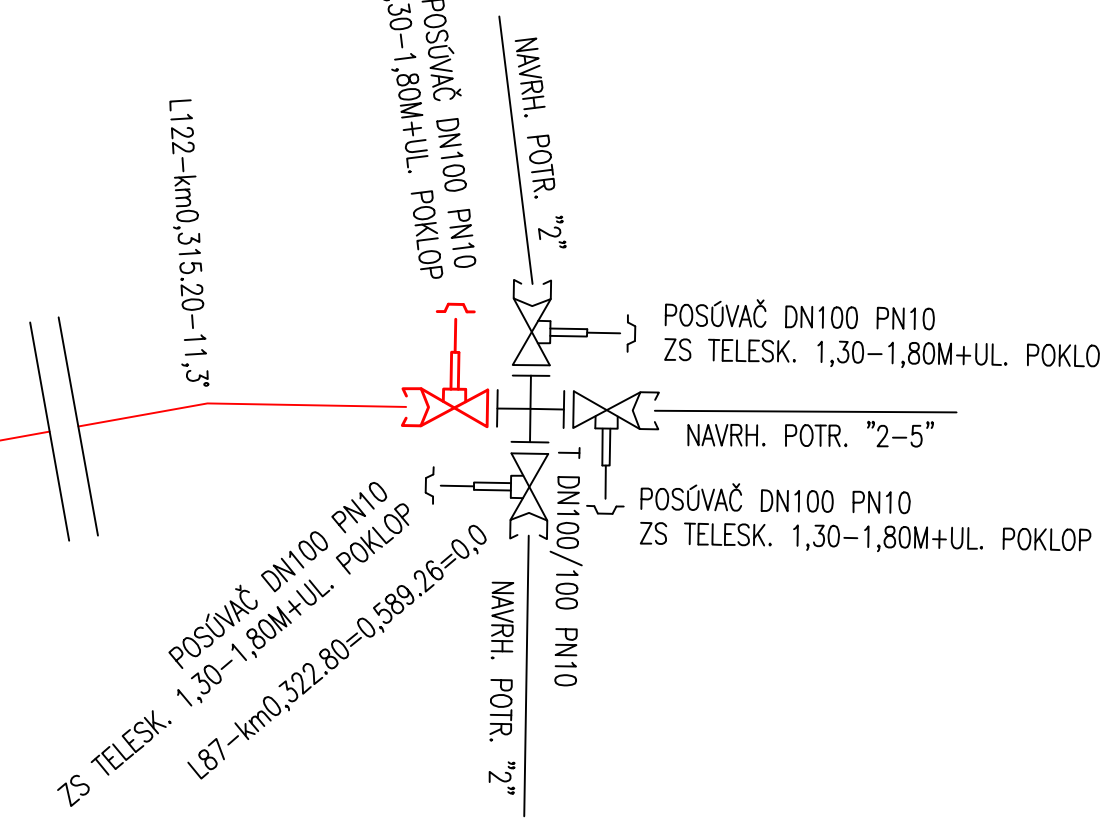 POSÚVAČ DN100 PN10
,30-1,80M+UL. POKLOP
NAVRH. POTR. "2"
L122-km0,315.20-11,3°
POSÚVAČ DN100 PN10
ZS TELESK. 1,30-1,80M+UL. POKLO
NAVRH. POTR. "2-5"
POSÚVAČ DN100 PN10
ZS TELESK. 1,30-1,80M+UL. POKLOP
T DN100/100 PN10
POSÚVAČ DN100 PN10
ZS TELESK. 1,30-1,80M+UL. POKLOP
L87-km0,322.80=0,589.26=0,0
NAVRH. POTR. "2"